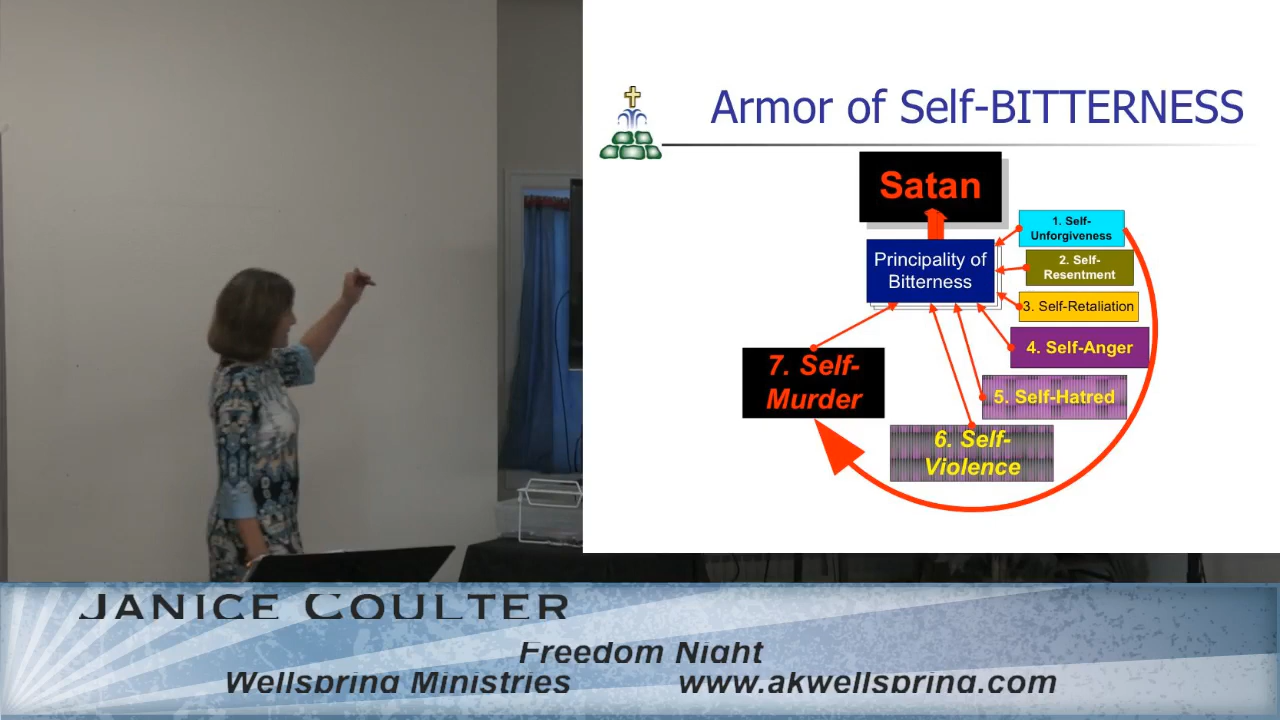 Armor of Self-BITTERNESS
Satan
Principality of
Bitterness
1. Self-
Unforgiveness
2. Self-
Resentment
3. Self-Retaliation
4. Self-Anger
5. Self-Hatred
6. Self-
Violence
7. Self-
Murder
JANICE COULTER
Freedom Night
Wellspring Ministries www.akwellspring.com